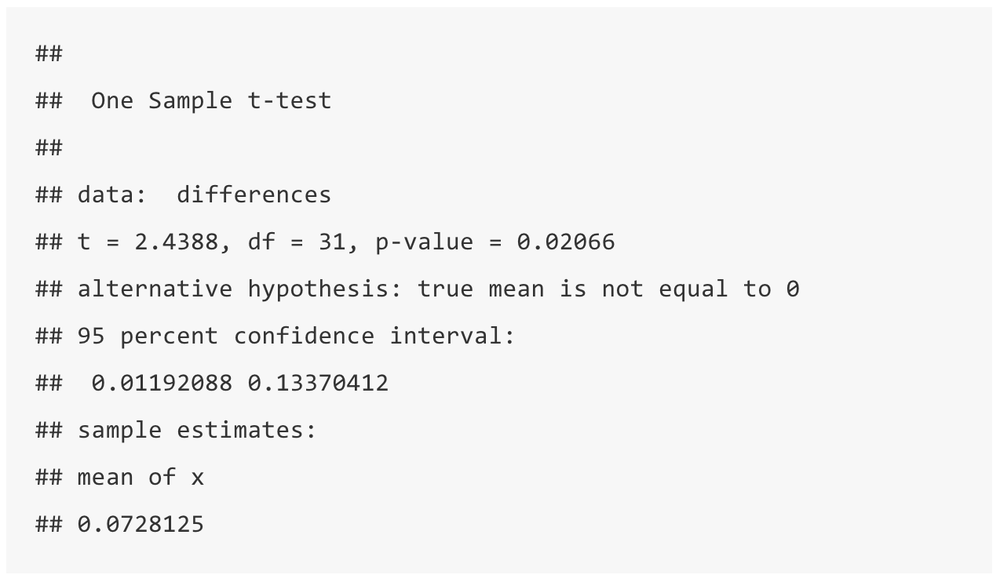 ##
##  One Sample t-test
##
## data:  differences
## t = 2.4388, df = 31, p-value = 0.02066
## alternative hypothesis: true mean is not equal to 0
## 95 percent confidence interval:
##  0.01192088 0.13370412
## sample estimates:
## mean of x
## 0.0728125